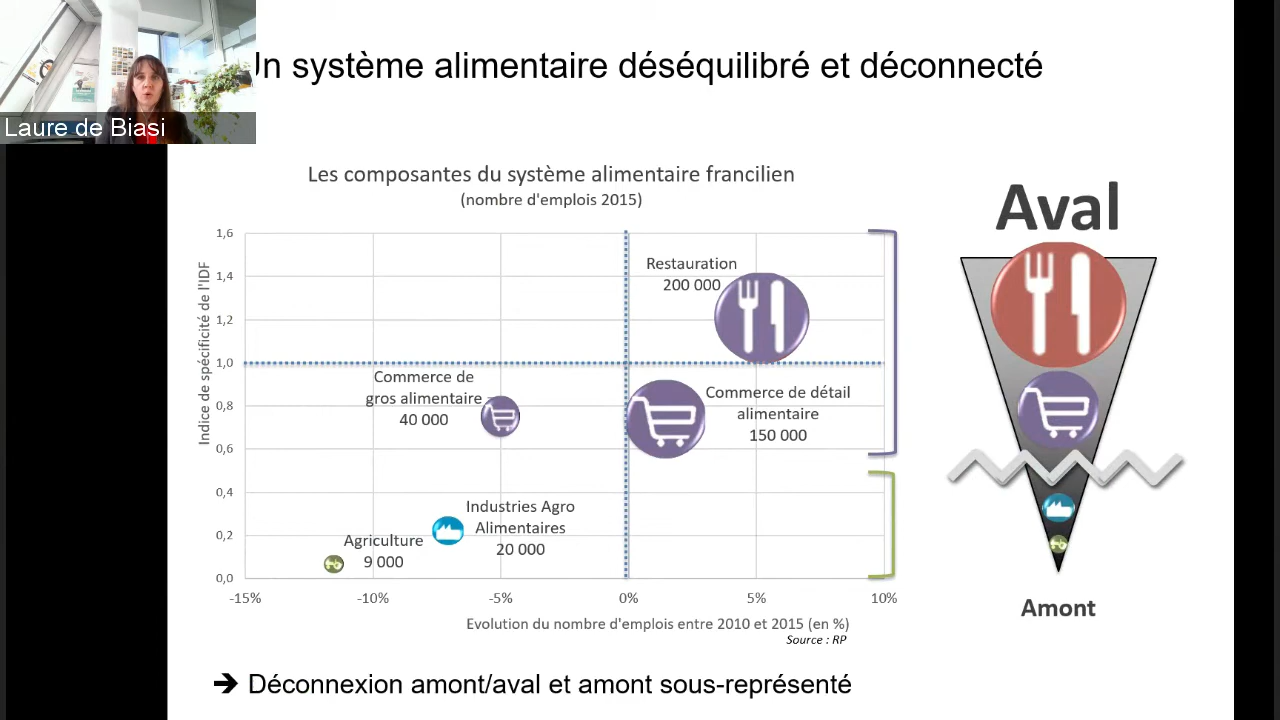 Un système alimentaire déséquilibré et déconnecté
Laure de Biasi
Les composantes du système alimentaire francilien
(nombre d'emplois 2015)
Indice de spécificité de l'IDF
1,6
1,4
1,2
1,0
0,8
0,6
0,4
0,2
0,0
Restauration
200 000
Commerce de
gros alimentaire
40 000
Commerce de détail
alimentaire
150 000
Industries Agro
Alimentaires
20 000
Agriculture
9 000
-15%
-10%
-5%
0%
5%
10%
Evolution du nombre d'emplois entre 2010 et 2015 (en %)
Source : RP
Aval
Amont
➔ Déconnexion amont/aval et amont sous-représenté